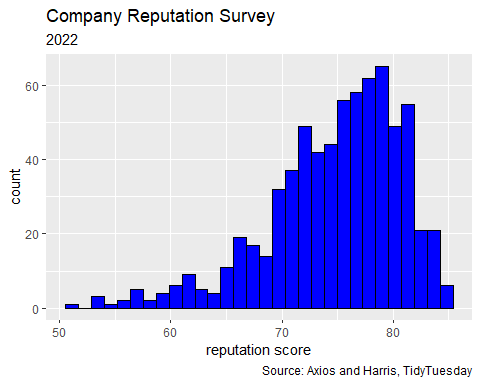 Company Reputation Survey
2022
60
40
20
0
count
50
60
70
80
reputation score
Source: Axios and Harris, TidyTuesday